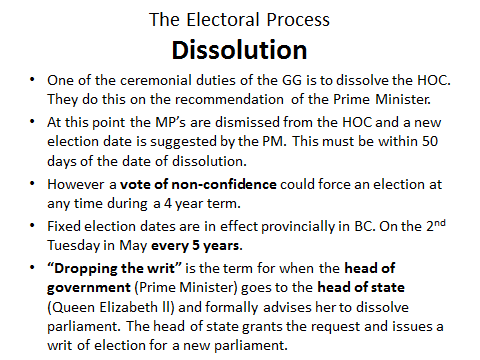 The Electoral Process
Dissolution
• One of the ceremonial duties of the GG is to dissolve the HOC.
They do this on the recommendation of the Prime Minister.
• At this point the MP's are dismissed from the HOC and a new
election date is suggested by the PM. This must be within 50
days of the date of dissolution.
• However a vote of non-confidence could force an election at
any time during a 4 year term.
• Fixed election dates are in effect provincially in BC. On the 2nd
Tuesday in May every 5 years.
• “Dropping the writ” is the term for when the head of
government (Prime Minister) goes to the head of state
(Queen Elizabeth ll) and formally advises her to dissolve
parliament. The head of state grants the request and issues a
writ of election for a new parliament.